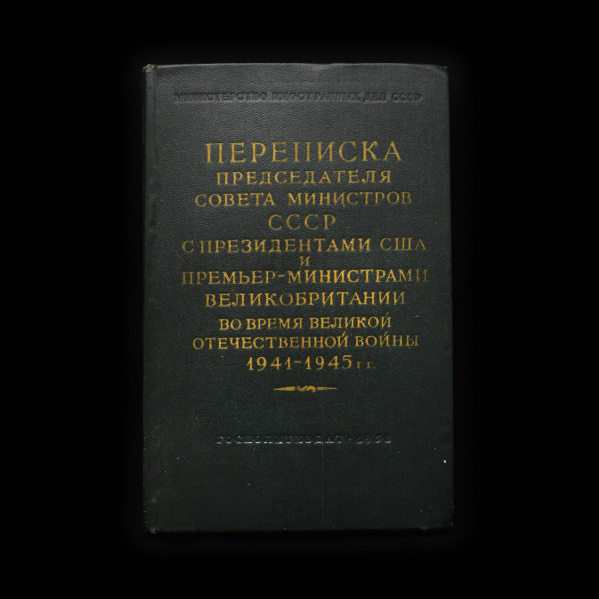 МИНИСТЕРСТВО ИНОСТРАННЫХ ДЕЛ СССР
ПЕРЕПИСКА
ПРЕДСЕДАТЕЛЯ
СОВЕТА МИНИСТРОВ
СССР
С ПРЕЗИДЕНТАМИ США
И
ПРЕМЬЕР-МИНИСТРАМИ
ВЕЛИКОБРИТАНИИ
ВО ВРЕМЯ ВЕЛИКОЙ
ОТЕЧЕСТВЕННОЙ ВОЙНЫ
1941-1945 гг.
ГОСПОЛИТИЗДАТ